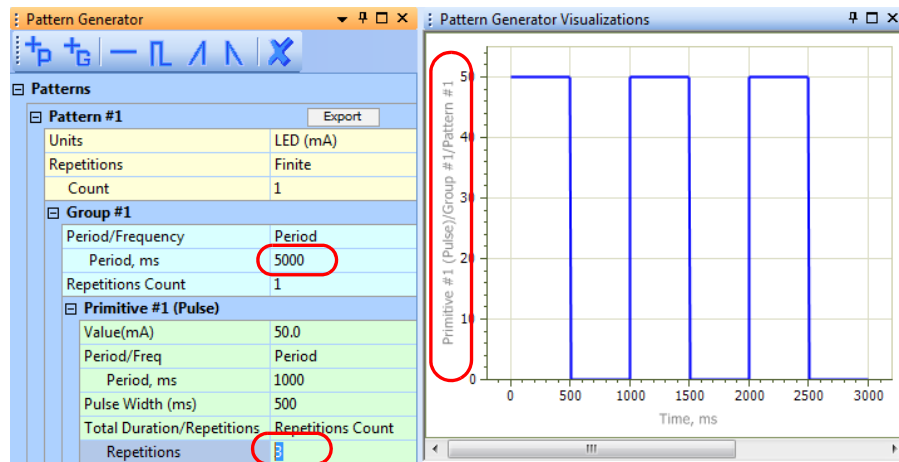 Pattern Generator
Patterns
Pattern #1 Export
Units LED (mA)
Repetitions Finite
Count 1
Group #1
Period/Frequency Period
Period, ms 5000
Repetitions Count 1
Primitive #1 (Pulse)
Value(mA) 50.0
Period/Freq Period
Period, ms 1000
Pulse Width (ms) 500
Total Duration/Repetitions Repetitions Count
Repetitions 3
Pattern Generator Visualizations
Primitive #1 (Pulse)/Group #1/Pattern #1
50
40
30
20
10
0
0 500 1000 1500 2000 2500 3000
Time, ms